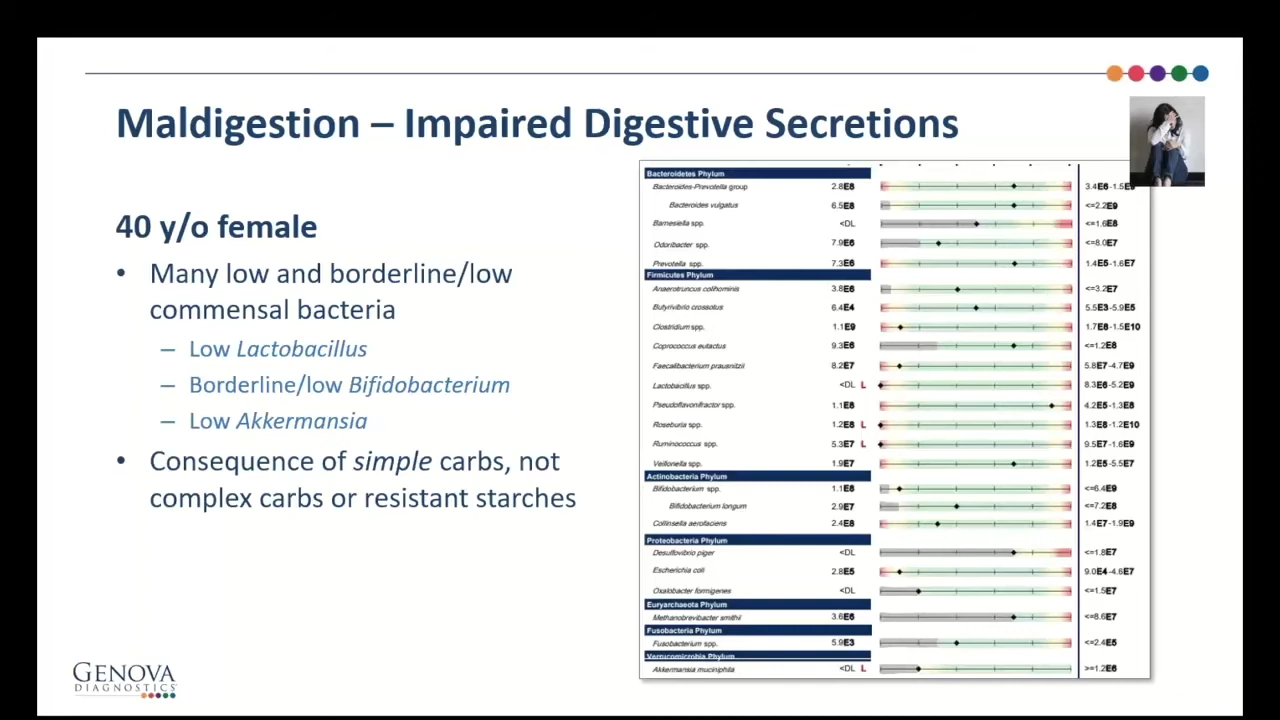 Maldigestion – Impaired Digestive Secretions
40 y/o female
• Many low and borderline/low
commensal bacteria
– Low Lactobacillus
– Borderline/low Bifidobacterium
– Low Akkermansia
• Consequence of simple carbs, not
complex carbs or resistant starches
GENOVA
DIAGNOSTICS
Bacteroidetes Phylum
Bacteroides-Prevotella group 2.8E8 3.4E6 -1.5
Bacteroides vulgatus 6.5E8 <=2.2E9
Barnesiella spp. <DL <=1.6E8
Odoribacter spp. 7.9E6 <=8.0E7
Prevotella spp. 7.3E6 1.4E5-1.6E7
Firmicutes Phylum
Anaerotruncus colihominis 3.8E6 <=3.2E7
Butyrivibrio crossotus 6.4E4 5.5E3-5.9E5
Clostridium spp. 1.1E9 1.7E8-1.5E10
Coprococcus eutactus 9.3E6 <=1.2E8
Faecalibacterium prausnitzii 8.2E7 5.8E7-4.7E9
Lactobacillus spp. <DL L 8.3E6-5.2E9
Pseudoflavonifractor spp. 1.1E8 4.2E5-1.3E8
Roseburia spp. 1.2E8 L 1.3E8-1.2E10
Ruminococcus spp. 5.3E7 L 9.5E7-1.6E9
Veillonella spp. 1.9E7 1.2E5-5.5E7
Actinobacteria Phylum
Bifidobacterium spp. 1.1E8 <=6.4E9
Bifidobacterium longum 2.9E7 <=7.2E8
Collinsella aerofaciens 2.4E8 1.4E7-1.9E9
Proteobacteria Phylum
Desulfovibrio piger <DL <=1.8E7
Escherichia coli 2.8E5 9.0E4-4.6E7
Oxalobacter formigenes <DL <=1.5E7
Euryarchaeota Phylum
Methanobrevibacter smithii 3.6E6 <=8.6E7
Fusobacteria Phylum
Fusobacterium spp. 5.9E3 <=2.4E5
Verrucomicrobia Phylum
Akkermansia muciniphila <DL L >=1.2E6